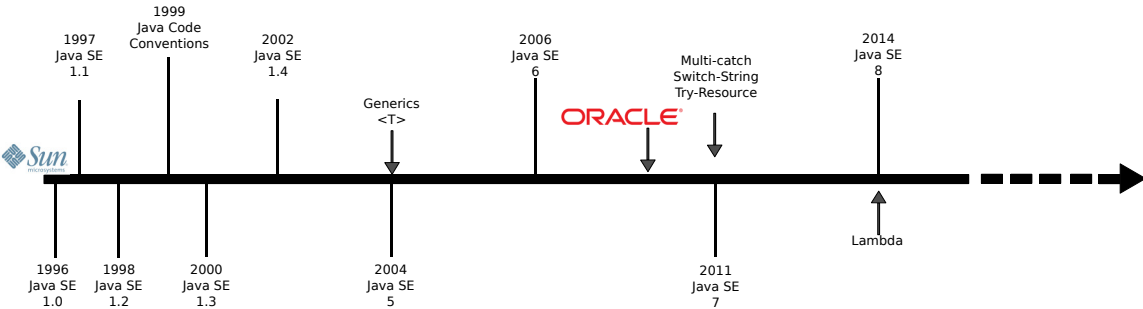 1997
Java SE
1.1
1999
Java Code
Conventions
2002
Java SE
1.4
Generics
<T>
2006
Java SE
6
ORACLE®
Multi-catch
Switch-String
Try-Resource
2014
Java SE
8
Sun
microsystems
Lambda
1996
Java SE
1.0
1998
Java SE
1.2
2000
Java SE
1.3
2004
Java SE
5
2011
Java SE
7